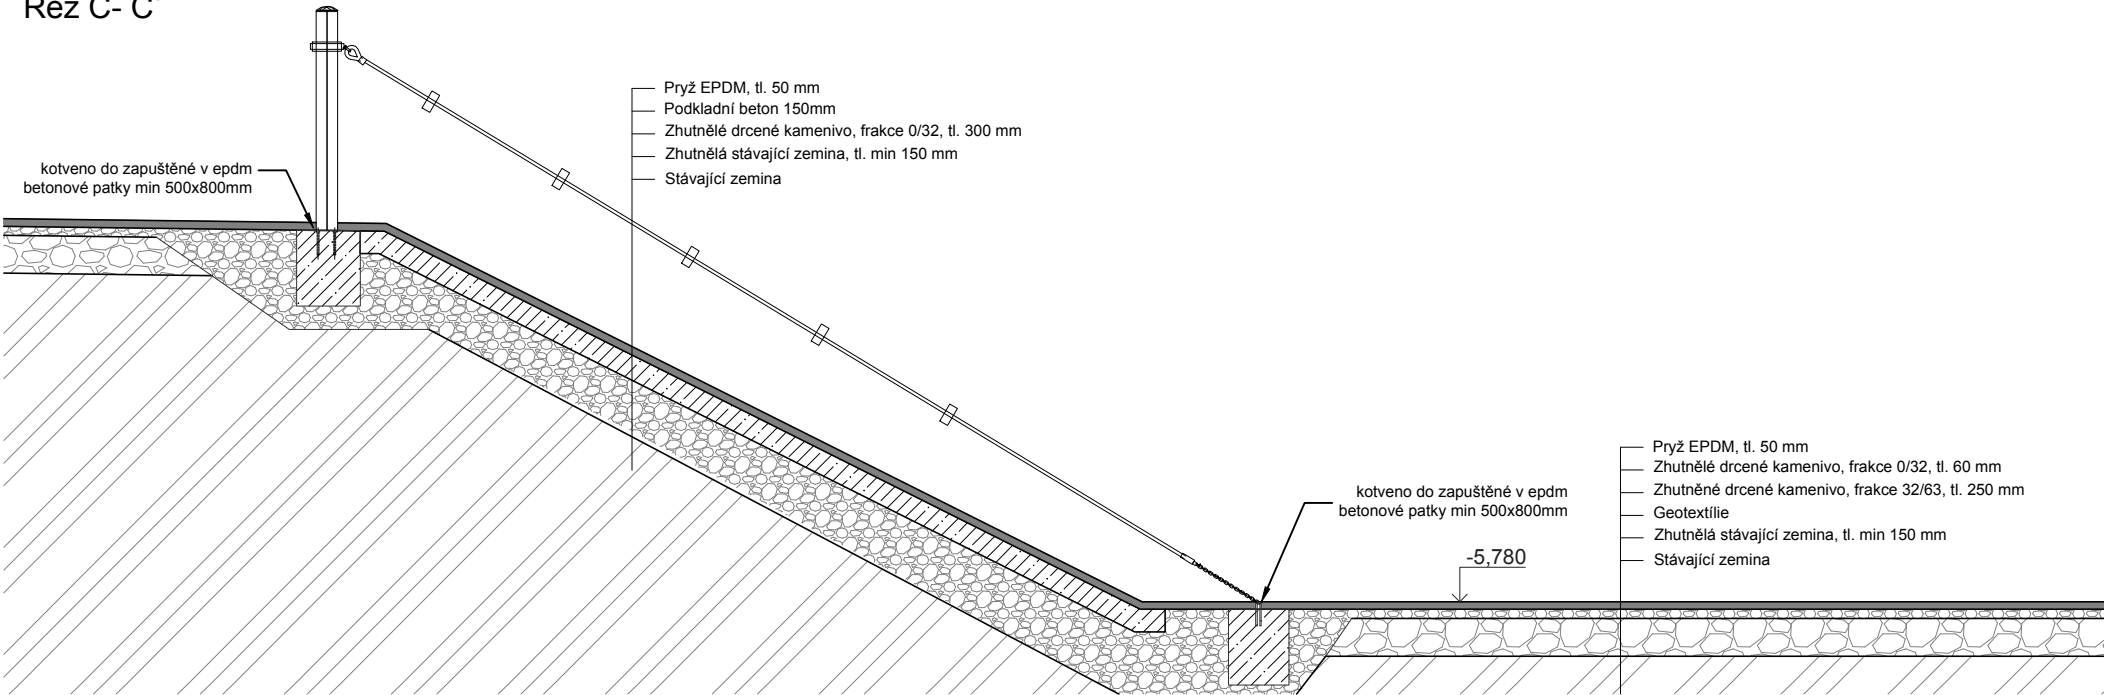 Řez C- C'
Pryž EPDM, tl. 50 mm
Podkladní beton 150mm
Zhutnělé drcené kamenivo, frakce 0/32, tl. 300 mm
Zhutnělá stávající zemina, tl. min 150 mm
Stávající zemina
kotveno do zapuštěné v epdm
betonové patky min 500x800mm
Pryž EPDM, tl. 50 mm
Zhutnělé drcené kamenivo, frakce 0/32, tl. 60 mm
Zhutněné drcené kamenivo, frakce 32/63, tl. 250 mm
Geotextílie
Zhutnělá stávající zemina, tl. min 150 mm
Stávající zemina
kotveno do zapuštěné v epdm
betonové patky min 500x800mm
-5,780